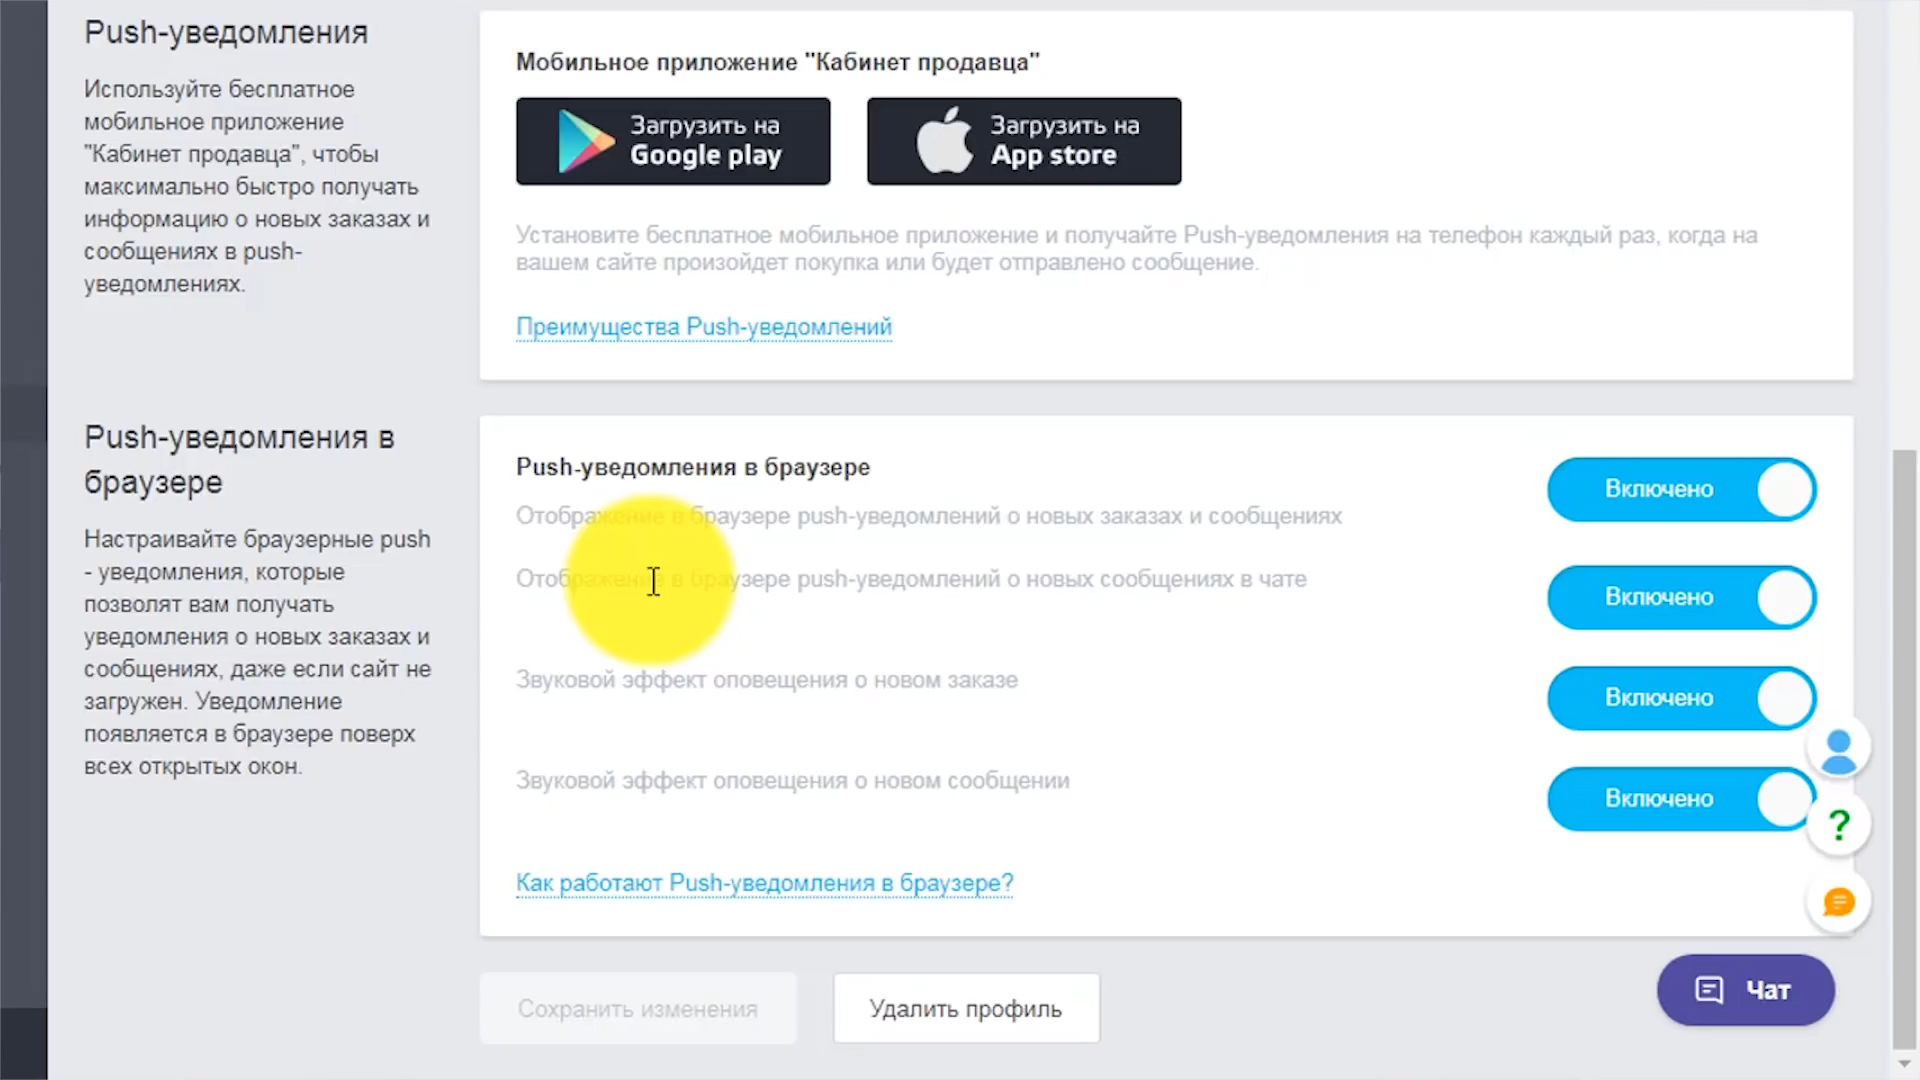 Push-уведомления
Используйте бесплатное
мобильное приложение
"Кабинет продавца", чтобы
максимально быстро получать
информацию о новых заказах и
сообщениях в push-
уведомлениях.
Мобильное приложение "Кабинет продавца"
Загрузить на
Google play
Загрузить на
App store
Установите бесплатное мобильное приложение и получайте Push-уведомления на телефон каждый раз, когда на
вашем сайте произойдет покупка или будет отправлено сообщение.
Преимущества Push-уведомлений
Push-уведомления в
браузере
Настраивайте браузерные push
- уведомления, которые
позволят вам получать
уведомления о новых заказах и
сообщениях, даже если сайт не
загружен. Уведомление
появляется в браузере поверх
всех открытых окон.
Push-уведомления в браузере
Отображение в браузере push-уведомлений о новых заказах и сообщениях
Включено
Отображение в браузере push-уведомлений о новых сообщениях в чате
Включено
Звуковой эффект оповещения о новом заказе
Включено
Звуковой эффект оповещения о новом сообщении
Включено
?
Как работают Push-уведомления в браузере?
Сохранить изменения
Удалить профиль
Чат